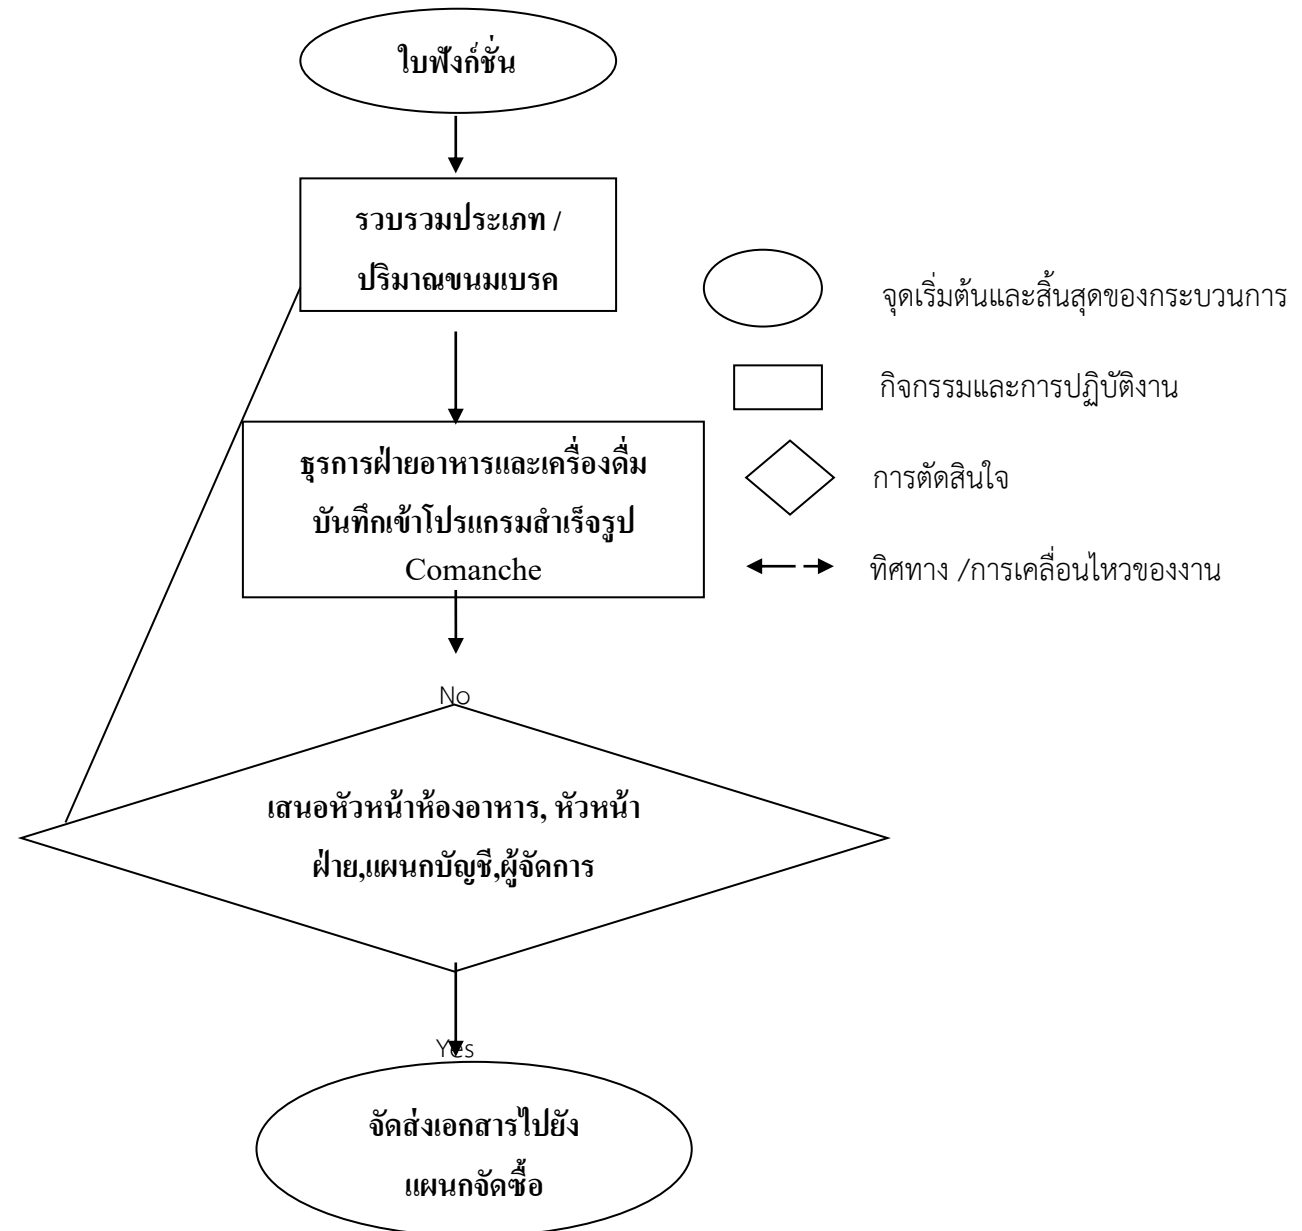 ใบฟังก์ชั่น
รวบรวมประเภท /
ปริมาณขนมเบรค
จุดเริ่มต้นและสิ้นสุดของกระบวนการ
กิจกรรมและการปฏิบัติงาน
ธุรการฝ่ายอาหารและเครื่องดื่ม
บันทึกเข้าโปรแกรมสำเร็จรูป
Comanche
การตัดสินใจ
ทิศทาง /การเคลื่อนไหวของงาน
No
เสนอหัวหน้าห้องอาหาร, หัวหน้า
ฝ่าย,แผนกบัญชี,ผู้จัดการ
Yes
จัดส่งเอกสารไปยัง
แผนกจัดซื้อ